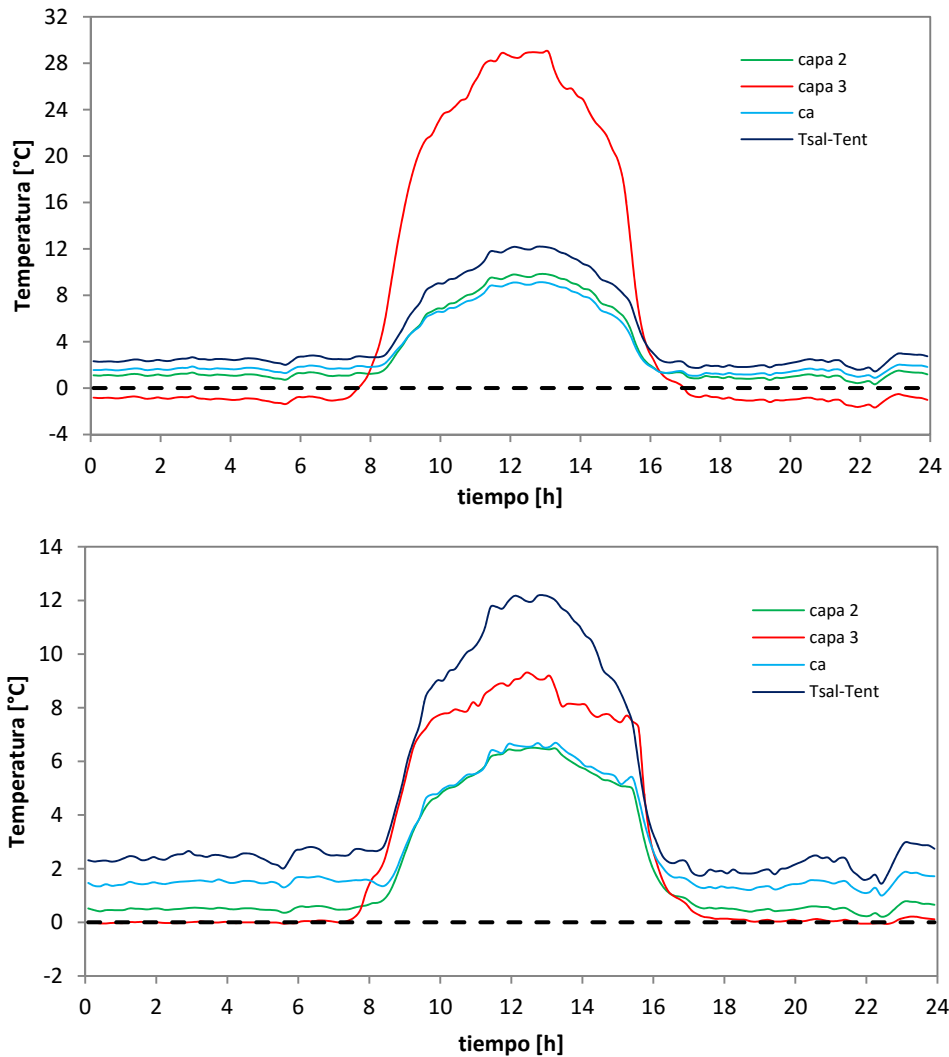 32
28
24
20
16
12
8
4
0
-4
Temperatura [°C]
capa 2
capa 3
ca
Tsal-Tent
0 2 4 6 8 10 12 14 16 18 20 22 24
tiempo [h]
14
12
10
8
6
4
2
0
-2
Temperatura [°C]
capa 2
capa 3
ca
Tsal-Tent
0 2 4 6 8 10 12 14 16 18 20 22 24
tiempo [h]